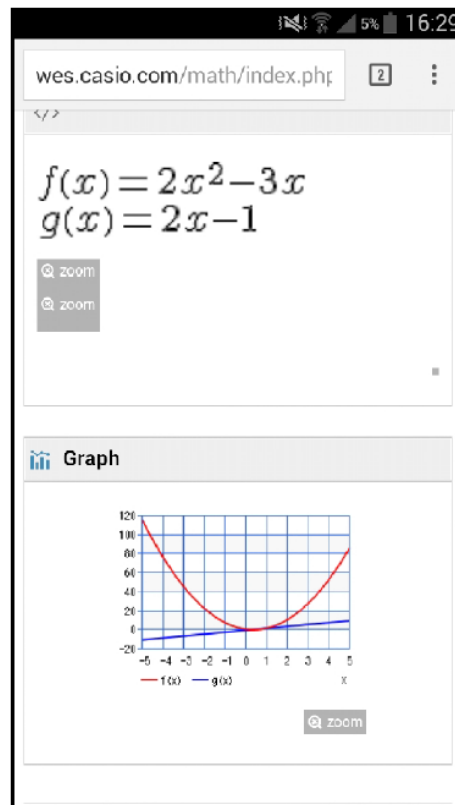 5% 16:29
wes.casio.com/math/index.php 2
</>
f(x)=2x²−3x
g(x)=2x−1
zoom
zoom
Graph
120
100
80
60
40
20
0
-20
-5 -4 -3 -2 -1 0 1 2 3 4 5
f(x) g(x) x
zoom